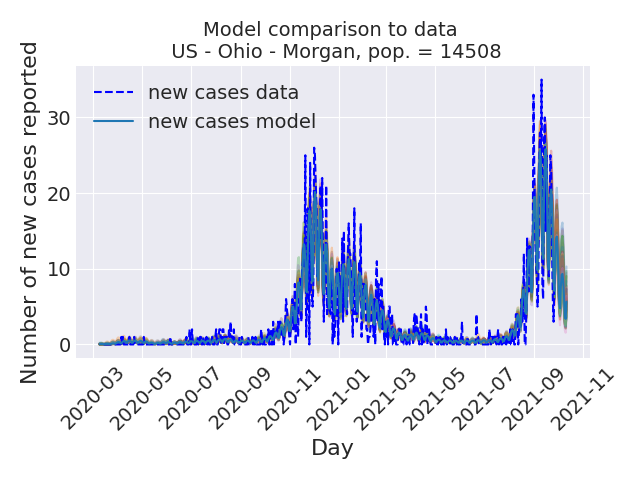 Model comparison to data
US - Ohio - Morgan, pop. = 14508
Number of new cases reported
30
20
10
0
new cases data
new cases model
2020-03
2020-05
2020-07
2020-09
2020-11
2021-01
2021-03
2021-05
2021-07
2021-09
2021-11
Day